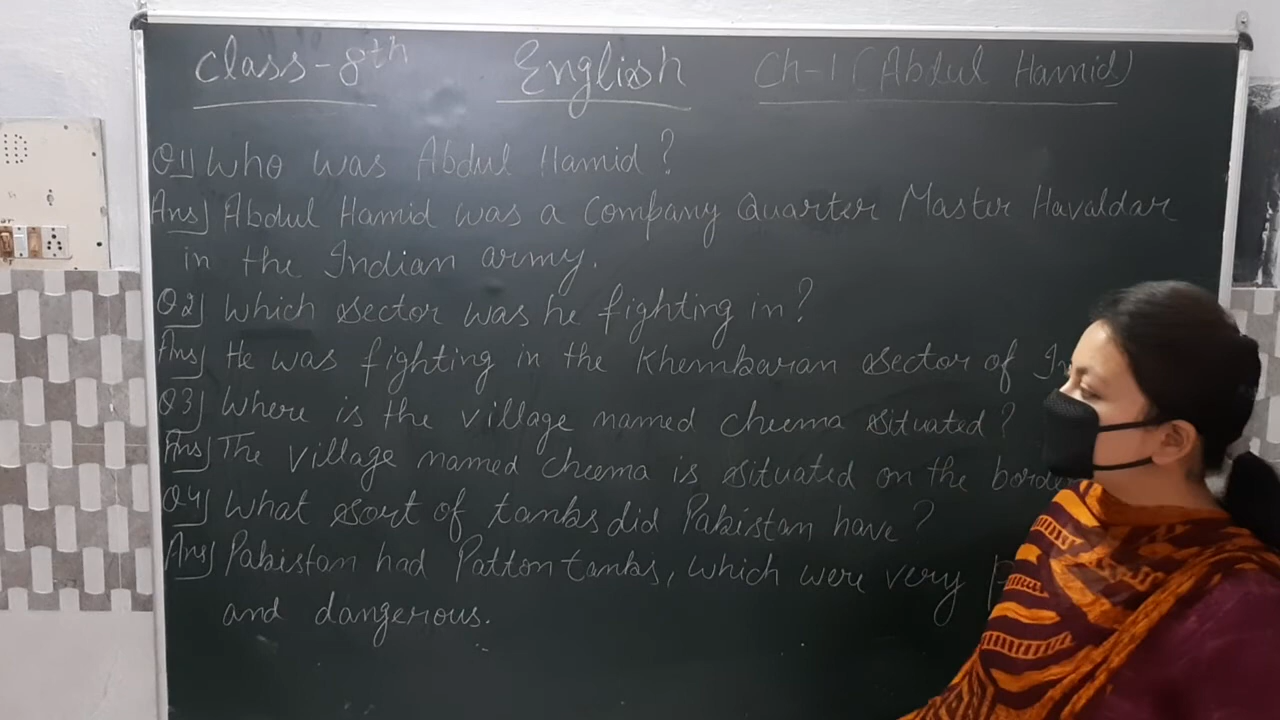 Class-8th English Ch-1 (Abdul Hamid)
Q1) Who was Abdul Hamid?
Ans) Abdul Hamid was a Company Quarter Master Havaldar
in the Indian army.
Q2) Which sector was he fighting in?
Ans) He was fighting in the Khembaran sector of
Q3) Where is the village named cheema situated?
Ans) The village named cheema is situated on the
Q4) What sort of tanks did Pakistan have?
Ans) Pakistan had Patton tanks, which were very
and dangerous.